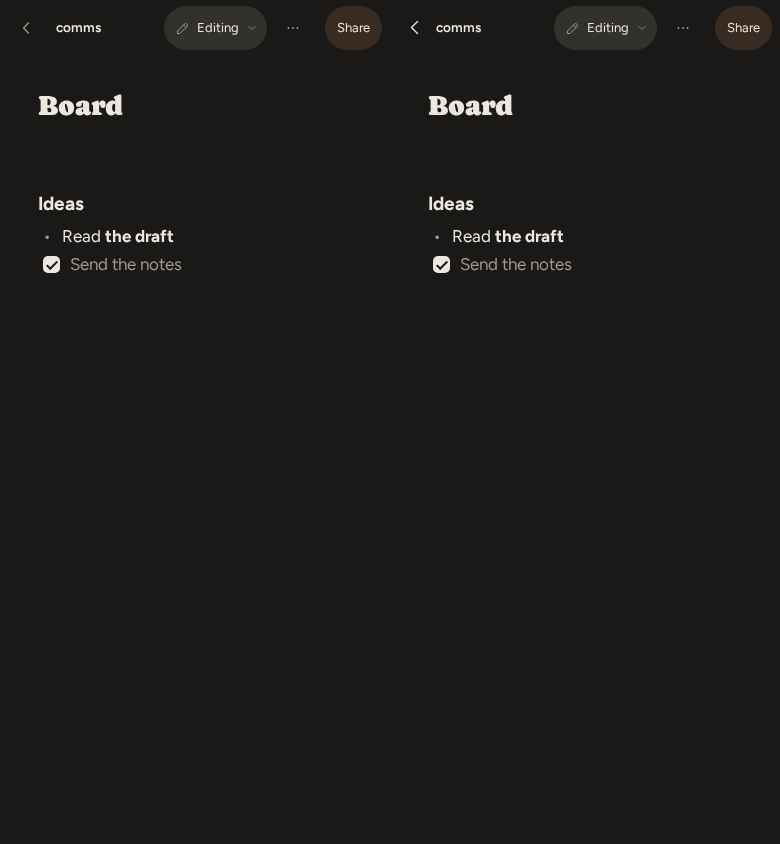 comms Editing ... Share comms Editing ... Share
Board
Ideas
• Read the draft
Send the notes
Board
Ideas
• Read the draft
Send the notes